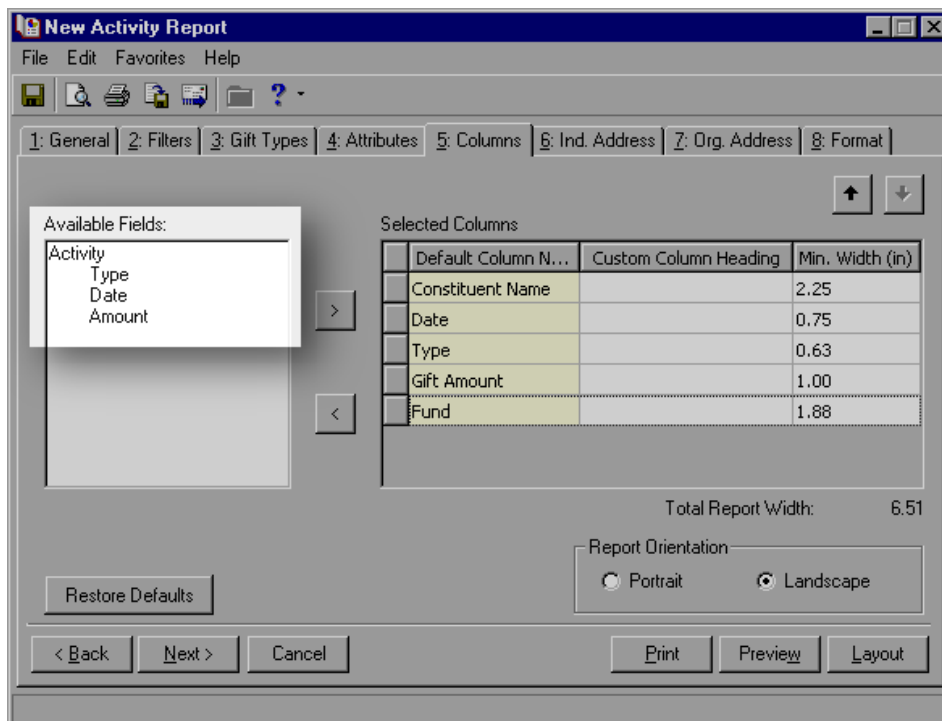 New Activity Report
File Edit Favorites Help
1: General 2: Filters 3: Gift Types 4: Attributes 5: Columns 6: Ind. Address 7: Org. Address 8: Format
Available Fields:
Activity
Type
Date
Amount
>
<
Selected Columns
Default Column N... Custom Column Heading Min. Width (in)
Constituent Name 2.25
Date 0.75
Type 0.63
Gift Amount 1.00
Fund 1.88
Total Report Width: 6.51
Report Orientation
Portrait Landscape
Restore Defaults
< Back Next > Cancel Print Preview Layout